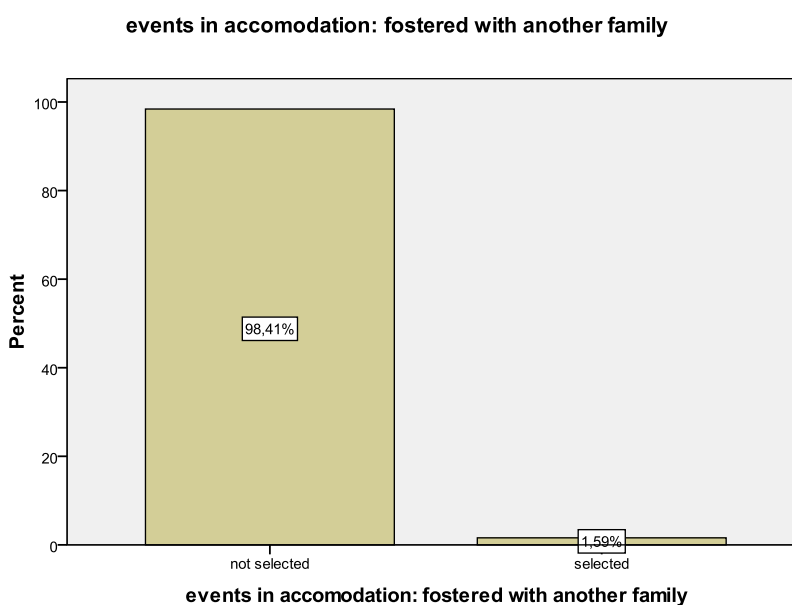 events in accomodation: fostered with another family
Percent
100
80
60
40
20
0
98,41%
1,59%
not selected
selected
events in accomodation: fostered with another family